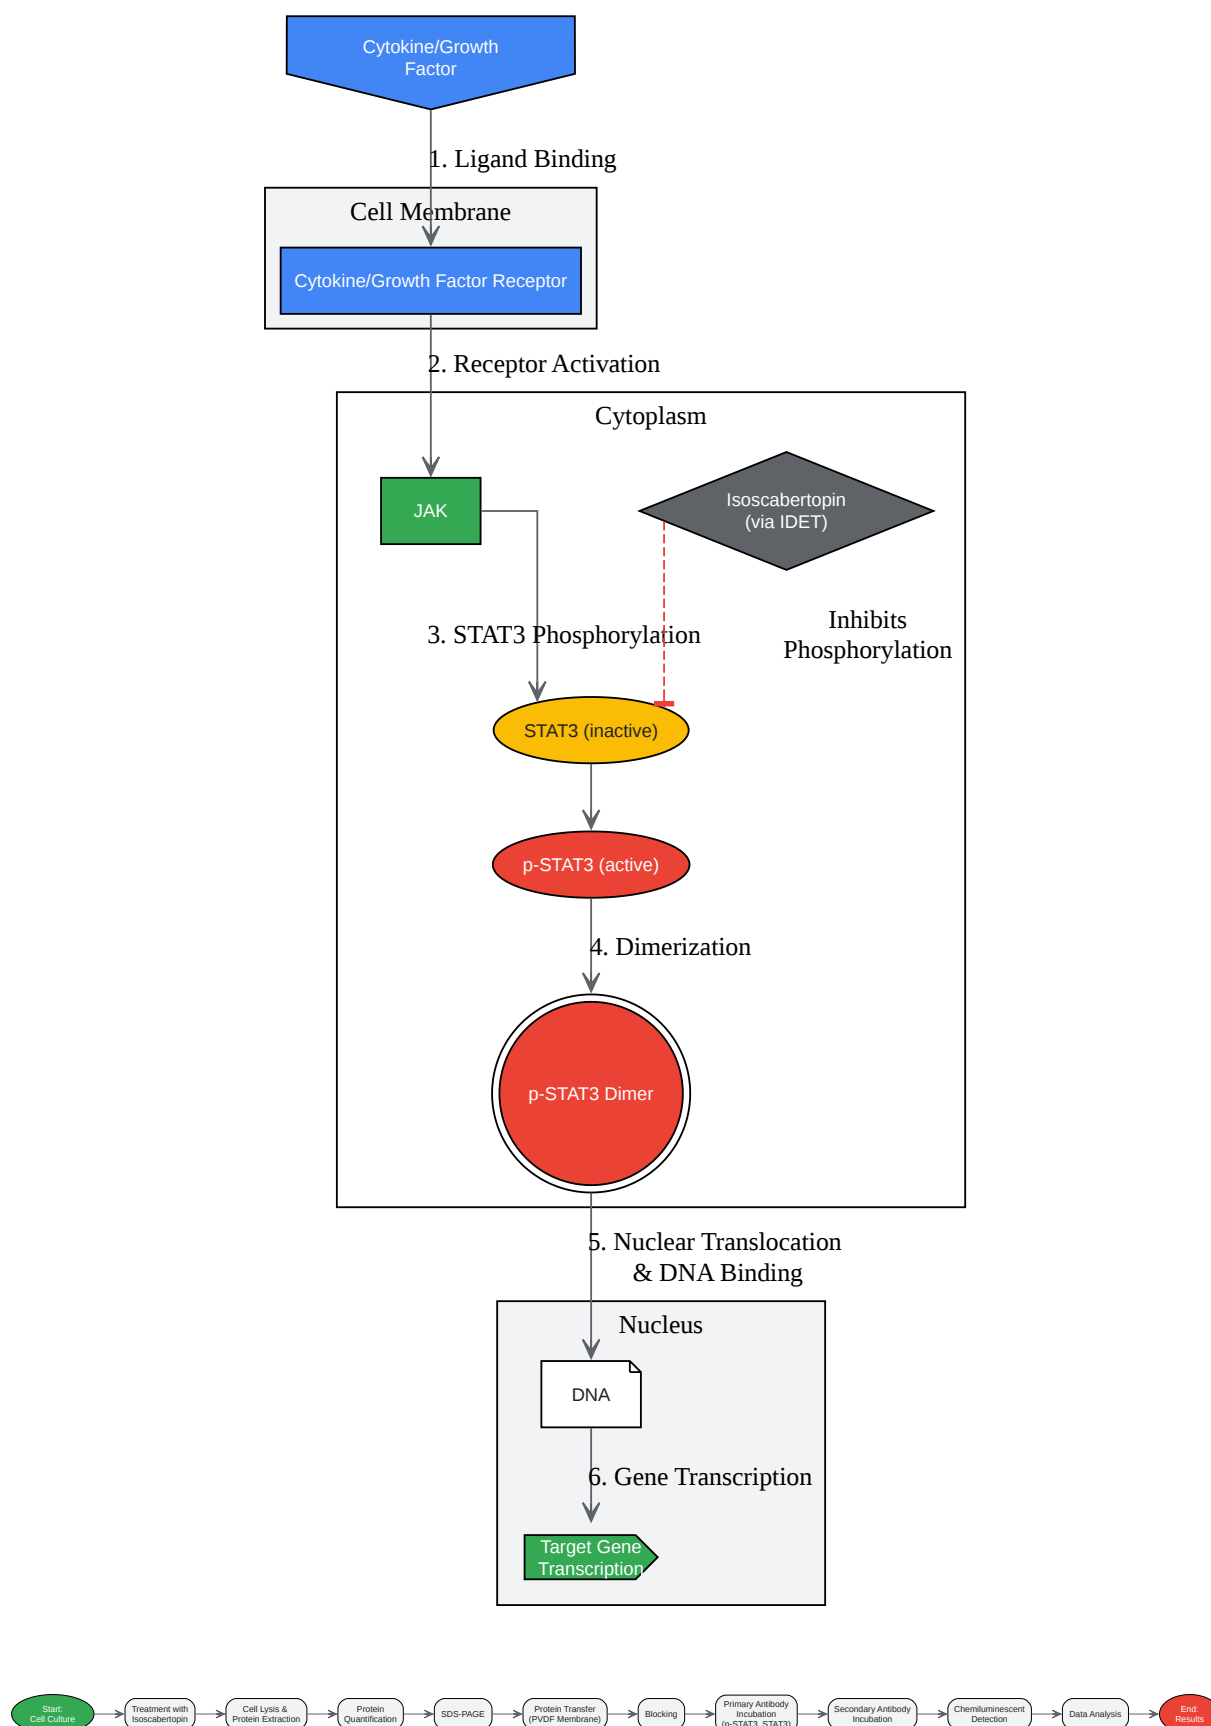 Cytokine/Growth
Factor
1. Ligand Binding
Cell Membrane
Cytokine/Growth Factor Receptor
2. Receptor Activation
Cytoplasm
JAK
Isoscabertopin
(via IDET)
Inhibits
Phosphorylation
3. STAT3 Phosphorylation
STAT3 (inactive)
p-STAT3 (active)
4. Dimerization
p-STAT3 Dimer
5. Nuclear Translocation
& DNA Binding
Nucleus
DNA
6. Gene Transcription
Target Gene
Transcription
Start:
Cell Culture
Treatment with
Isoscabertopin
Cell Lysis &
Protein Extraction
Protein
Quantification
SDS-PAGE
Protein Transfer
(PVDF Membrane)
Blocking
Primary Antibody
Incubation
(p-STAT3, STAT3)
Secondary Antibody
Incubation
Chemiluminescent
Detection
Data Analysis
End:
Results